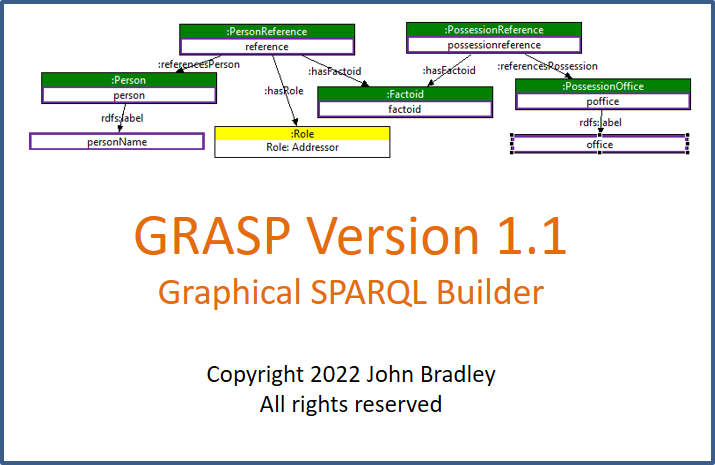 :PersonReference
reference
:PossessionReference
possessionreference
:referencesPerson
:hasRole
:hasFactoid
:hasFactoid
:referencesPossession
:Person
person
:Factoid
factoid
:PossessionOffice
poffice
rdfs:label
rdfs:label
personName
:Role
Role: Addressor
office
GRASP Version 1.1
Graphical SPARQL Builder
Copyright 2022 John Bradley
All rights reserved